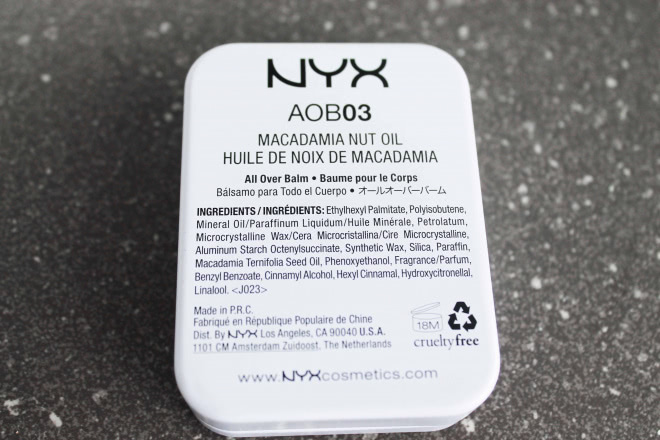 NYX
AOB03
MACADAMIA NUT OIL
HUILE DE NOIX DE MACADAMIA
All Over Balm • Baume pour le Corps
Bálsamo para Todo el Cuerpo • オールオーバーバーム
INGREDIENTS / INGRÉDIENTS: Ethylhexyl Palmitate, Polyisobutene,
Mineral Oil/Paraffinum Liquidum/Huile Minérale, Petrolatum,
Microcrystalline Wax/Cera Microcristallina/Cire Microcrystalline,
Aluminum Starch Octenylsuccinate, Synthetic Wax, Silica, Paraffin,
Macadamia Ternifolia Seed Oil, Phenoxyethanol, Fragrance/Parfum,
Benzyl Benzoate, Cinnamyl Alcohol, Hexyl Cinnamal, Hydroxycitronellal,
Linalool. <J023>
Made in P.R.C.
Fabriqué en République Populaire de Chine
Dist. By NYX Los Angeles, CA 90040 U.S.A.
1101 CM Amsterdam Zuidoost, The Netherlands
18M
crueltyfree
www.NYXcosmetics.com